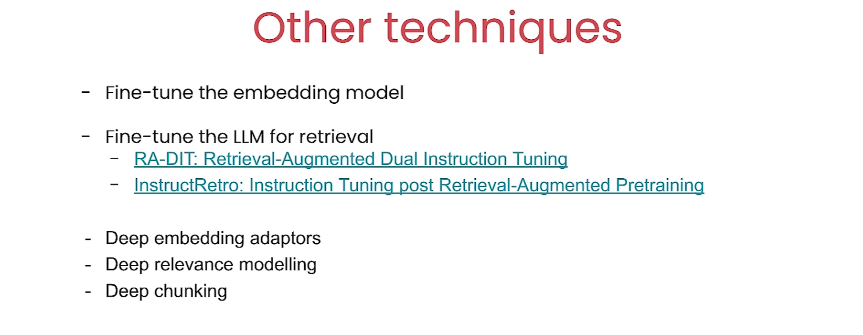 Other techniques
- Fine-tune the embedding model
- Fine-tune the LLM for retrieval
- RA-DIT: Retrieval-Augmented Dual Instruction Tuning
- InstructRetro: Instruction Tuning post Retrieval-Augmented Pretraining
- Deep embedding adaptors
- Deep relevance modelling
- Deep chunking